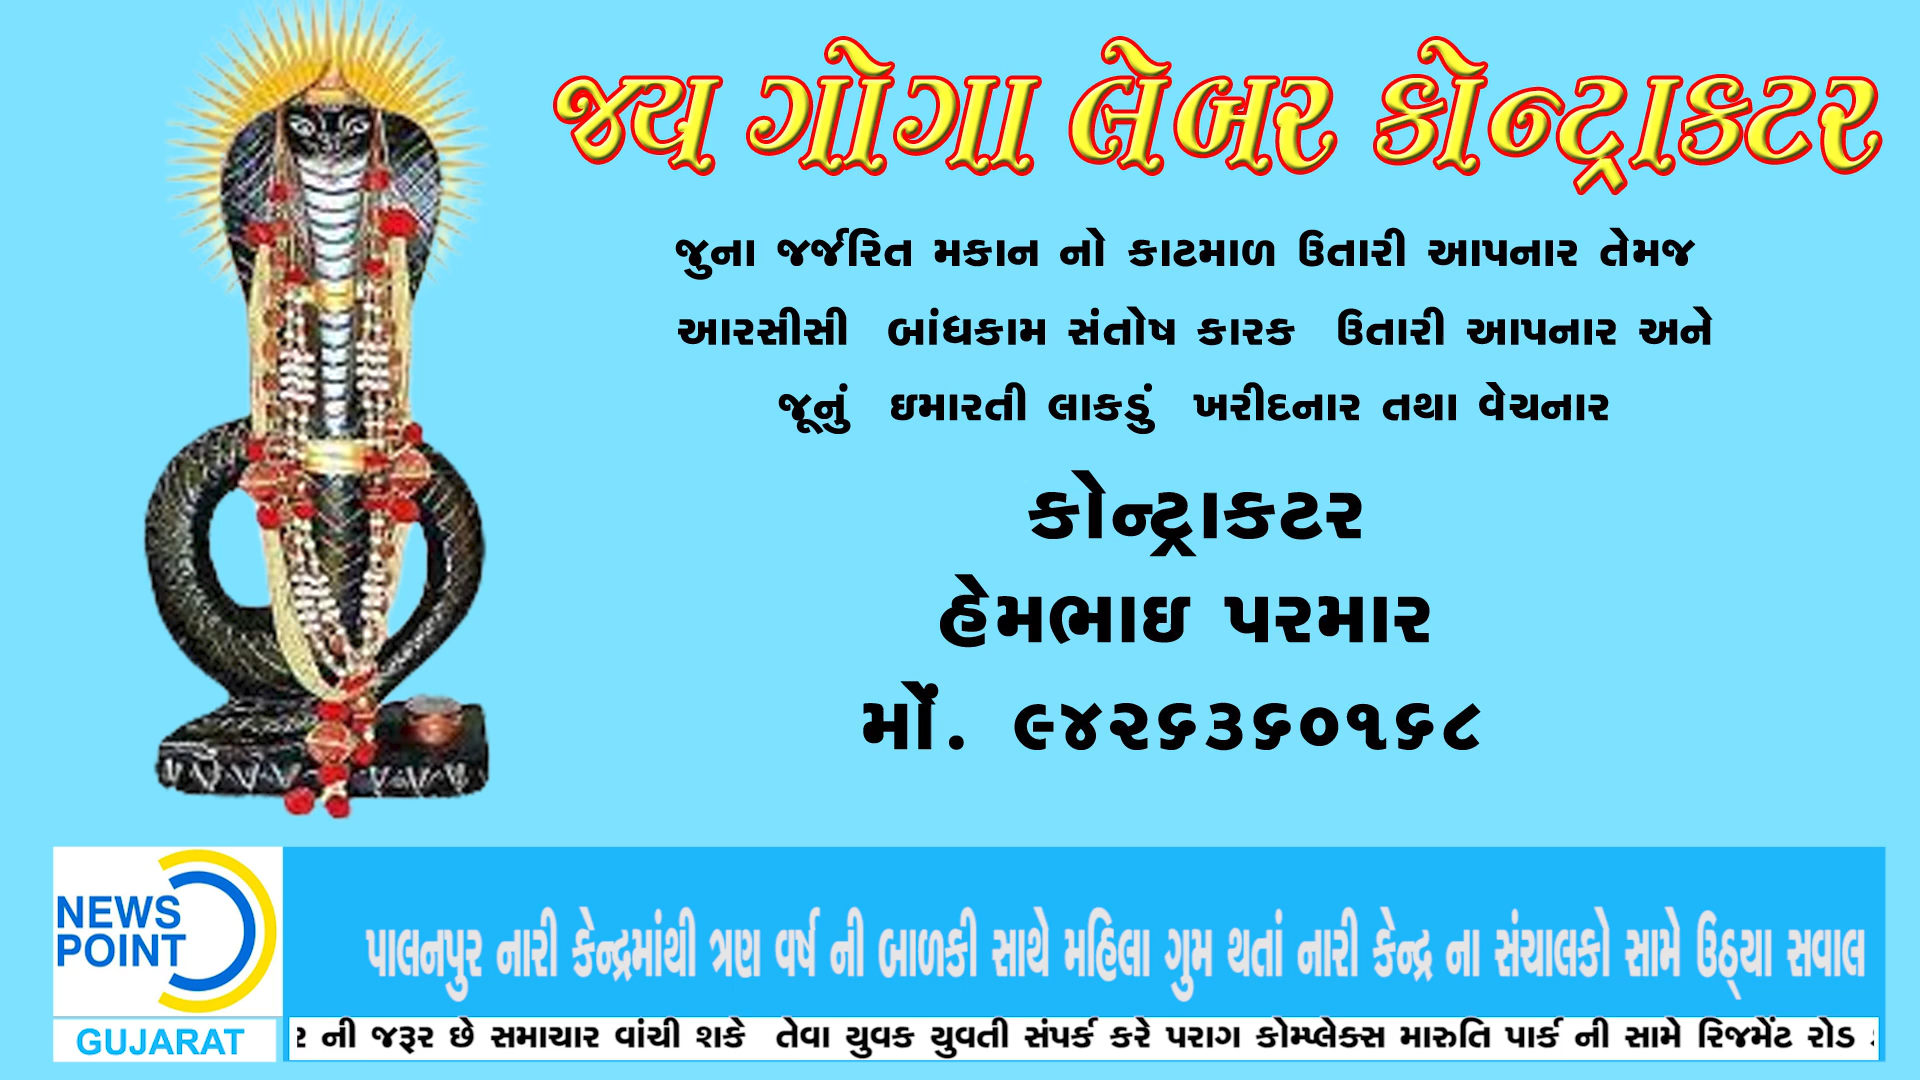 જય ગોગા લેબર કોન્ટ્રાકટર
જુના જર્જરિત મકાન નો કાટમાળ ઉતારી આપનાર તેમજ
આરસીસી બાંધકામ સંતોષ કારક ઉતારી આપનાર અને
જૂનું ઇમારતી લાકડું ખરીદનાર તથા વેચનાર
કોન્ટ્રાકટર
હેમભાઇ પરમાર
મોં. ૯૪૨૬૩૬૦૧૬૮
NEWS
POINT
GUJARAT
પાલનપુર નારી કેન્દ્રમાંથી ત્રણ વર્ષ ની બાળકી સાથે મહિલા ગુમ થતાં નારી કેન્દ્ર ના સંચાલકો સામે ઉઠ્યા સવાલ
ર ની જરૂર છે સમાચાર વાંચી શકે તેવા યુવક યુવતી સંપર્ક કરે પરાગ કોમ્પ્લેક્સ મારુતિ પાર્ક ની સામે રિજમેંટ રોડ